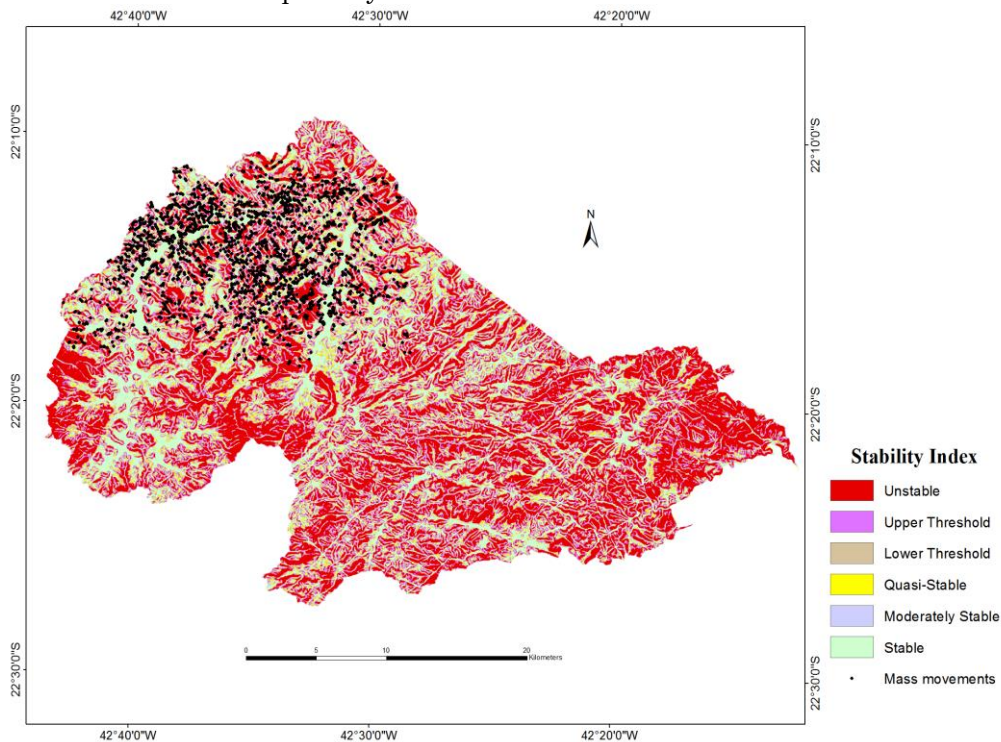 42°40'0"W 42°30'0"W 42°20'0"W
22°10'0"S 22°10'0"S
N
22°20'0"S 22°20'0"S
Stability Index
Unstable
Upper Threshold
Lower Threshold
Quasi-Stable
Moderately Stable
Stable
Mass movements
0 5 10 20
Kilometers
22°30'0"S 22°30'0"S
42°40'0"W 42°30'0"W 42°20'0"W